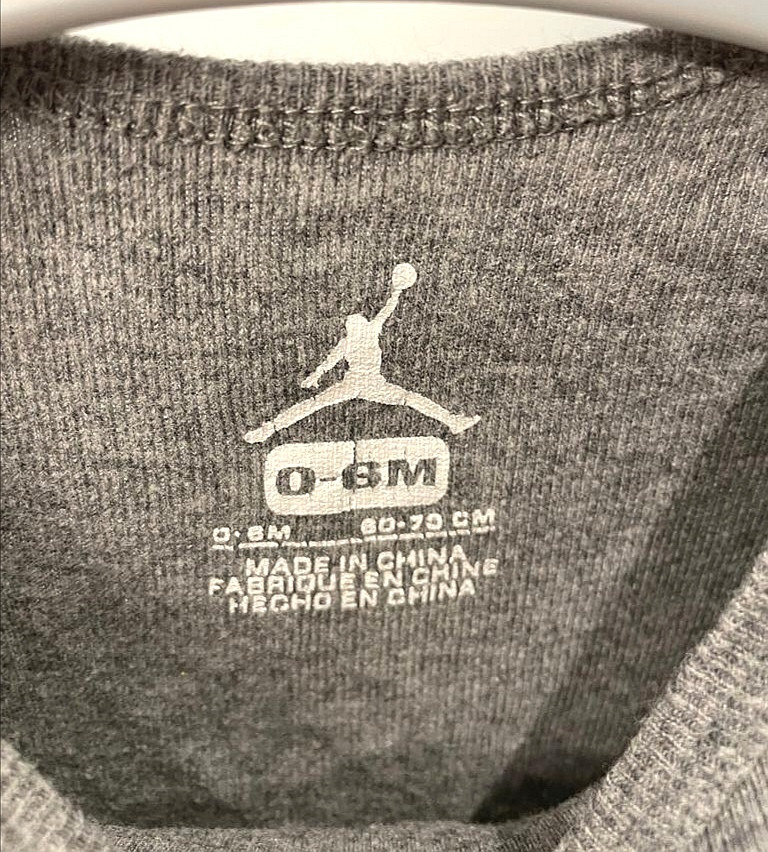 0-6M
0-6M 60-70 CM
MADE IN CHINA
FABRIQUE EN CHINE
HECHO EN CHINA